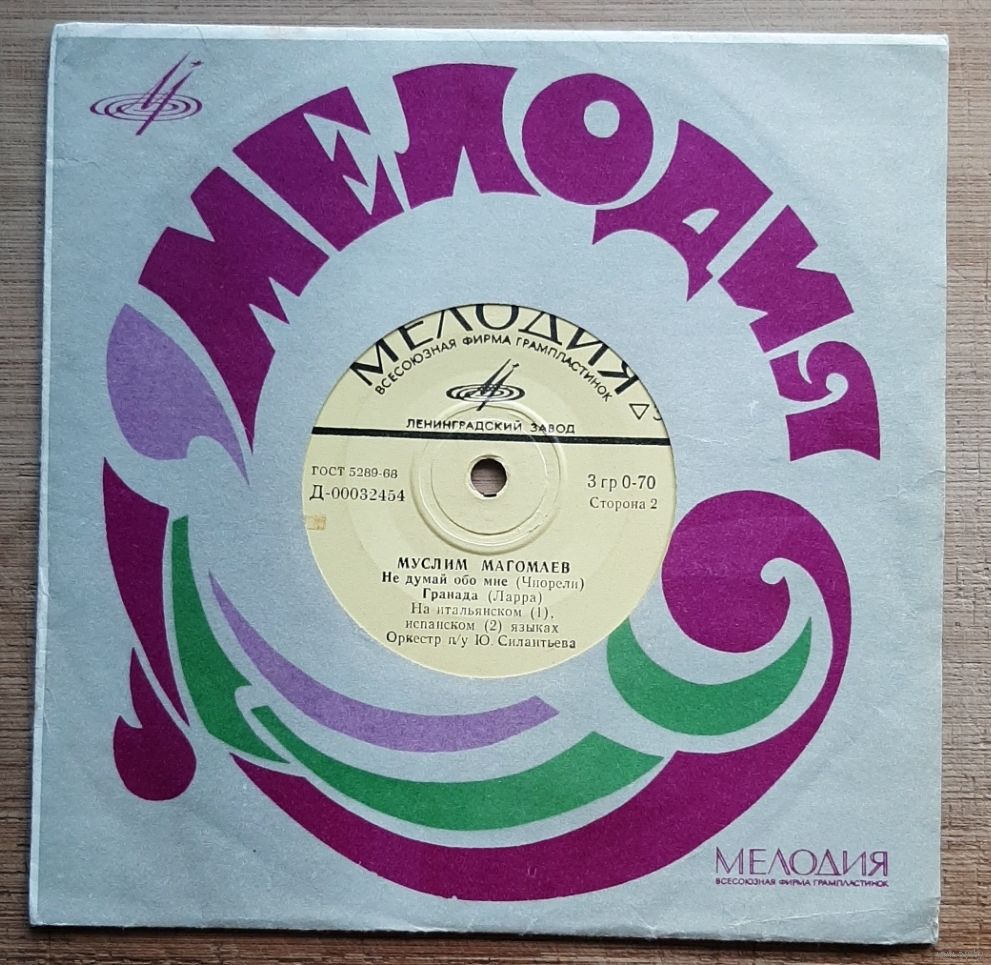 МЕЛОДИЯ
МЕЛОДИЯ
ВСЕСОЮЗНАЯ ФИРМА ГРАМПЛАСТИНОК
ЛЕНИНГРАДСКИЙ ЗАВОД
ГОСТ 5289-68
Д-00032454
3 гр 0-70
Сторона 2
МУСЛИМ МАГОМАЕВ
Не думай обо мне (Чиорели)
Гранада (Ларра)
На итальянском (1),
испанском (2) языках
Оркестр п/у Ю. Силантьева
МЕЛОДИЯ
ВСЕСОЮЗНАЯ ФИРМА ГРАМПЛАСТИНОК